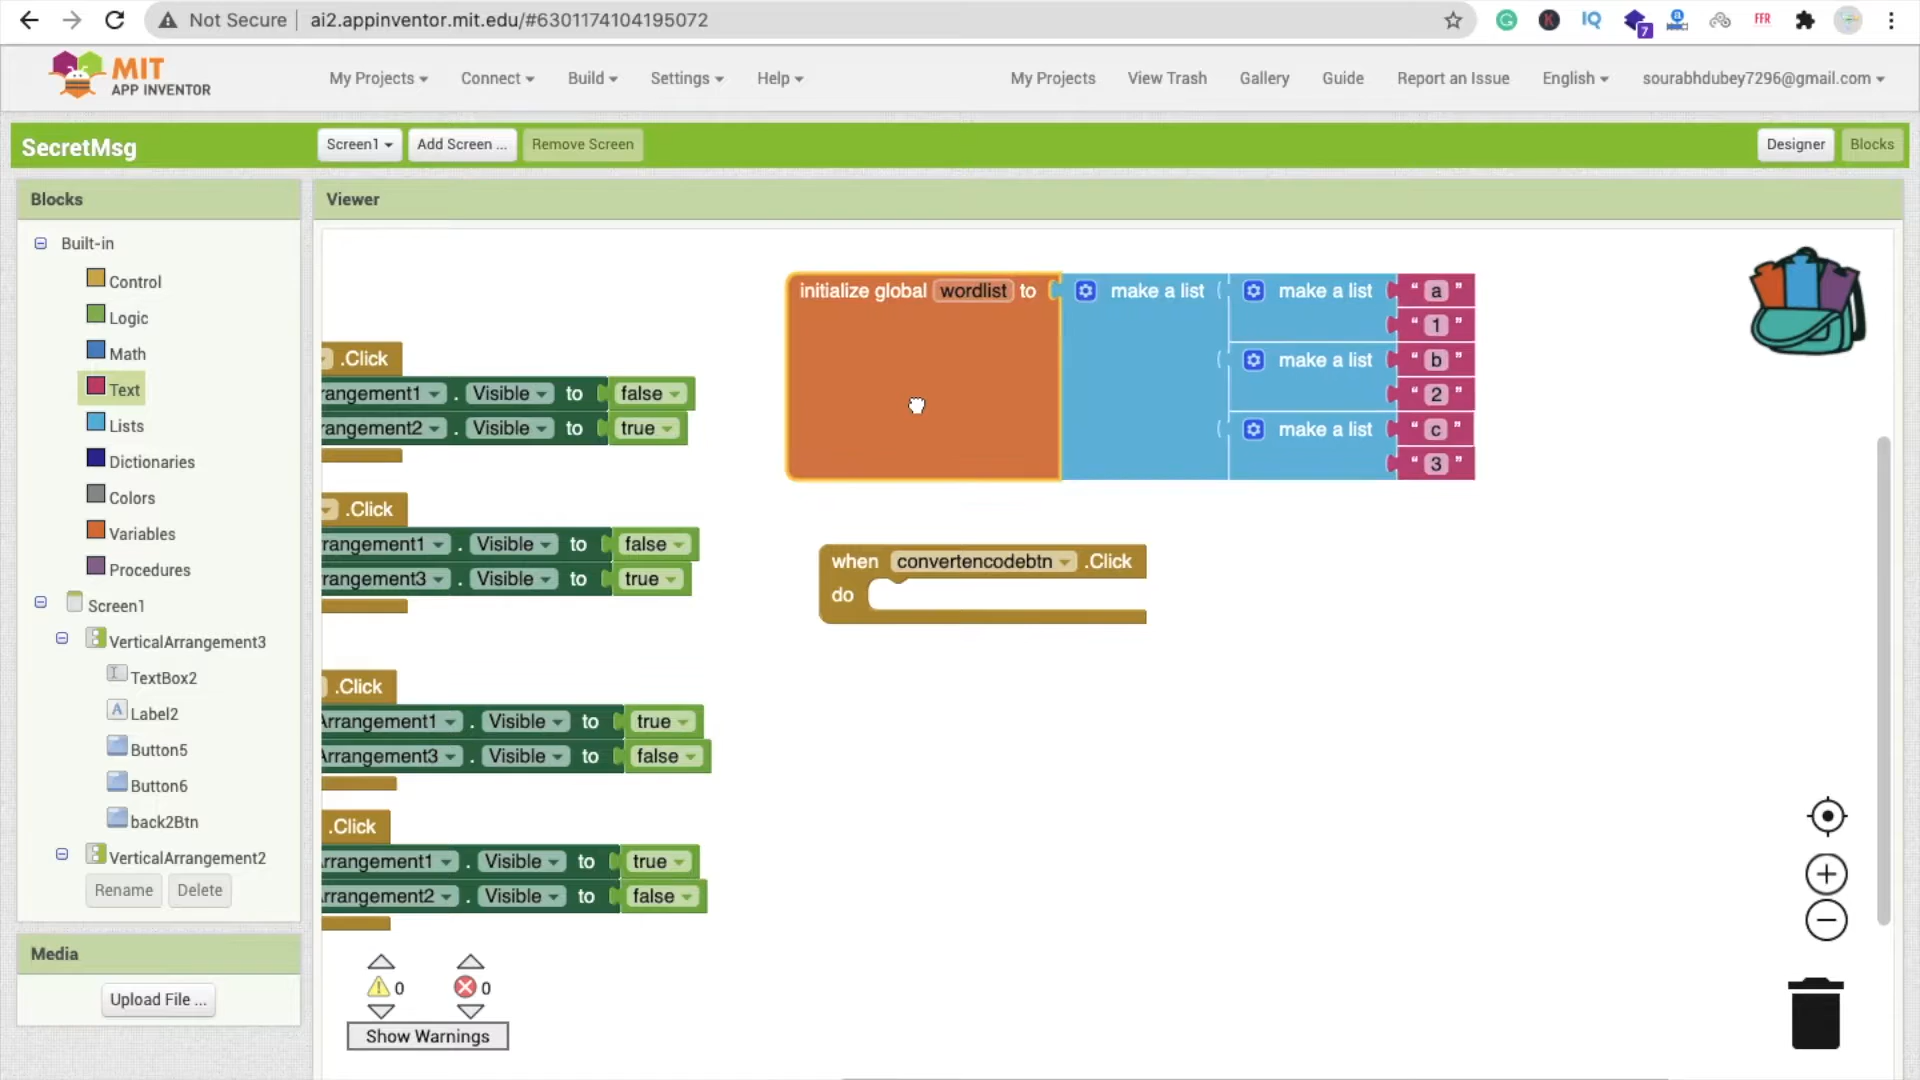 Not Secure | ai2.appinventor.mit.edu/#6301174104195072
7
FFR
MIT
APP INVENTOR
My Projects Connect Build Settings Help My Projects View Trash Gallery Guide Report an Issue English sourabhdubey7296@gmail.com
SecretMsg Screen1 Add Screen ... Remove Screen Designer Blocks
Blocks
Viewer
Built-in
Control
Logic
Math
Text
Lists
Dictionaries
Colors
Variables
Procedures
Screen1
VerticalArrangement3
TextBox2
Label2
Button5
Button6
back2Btn
VerticalArrangement2
Rename Delete
Media
Upload File ...
.Click
rangement1 . Visible to false
rangement2 . Visible to true
.Click
rrangement1 . Visible to false
rrangement3 . Visible to true
.Click
Arrangement1 . Visible to true
Arrangement3 . Visible to false
.Click
Arrangement1 . Visible to true
rrangement2 . Visible to false
0 0
Show Warnings
initialize global wordlist to make a list make a list “ a ”
“ 1 ”
make a list “ b ”
“ 2 ”
make a list “ c ”
“ 3 ”
when convertencodebtn .Click
do